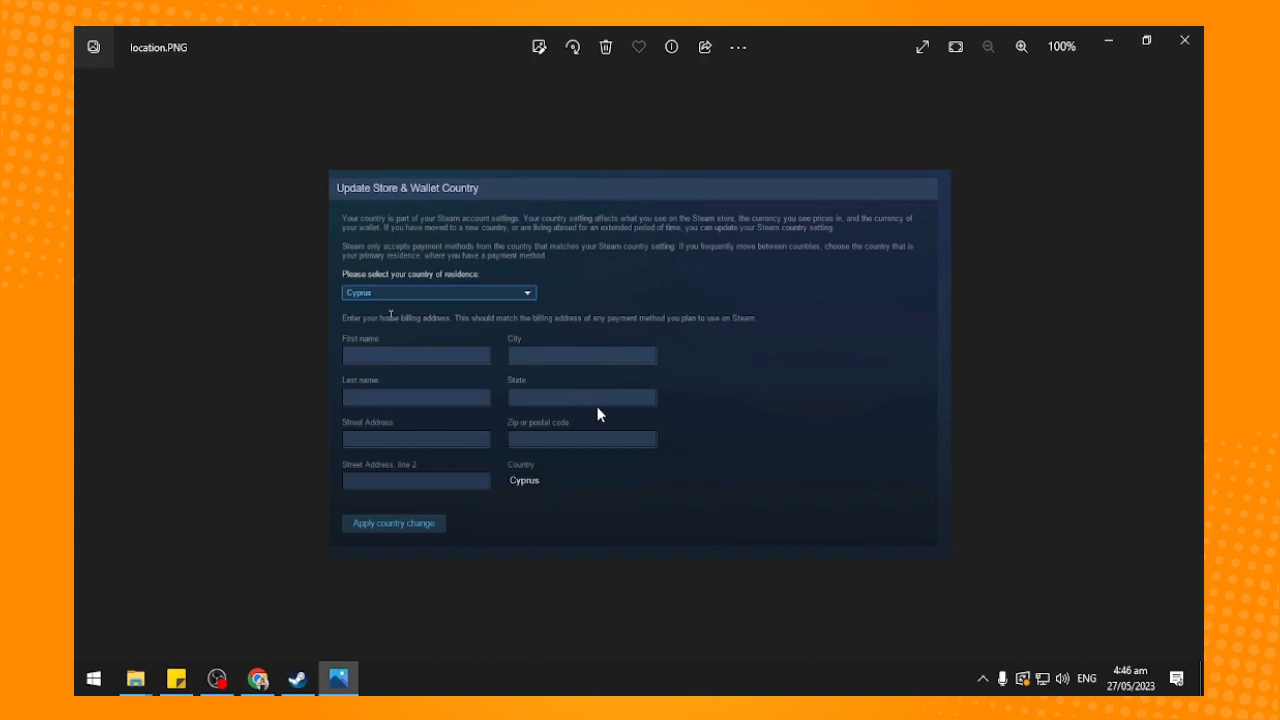 location.PNG
100%
Update Store & Wallet Country
Your country is part of your Steam account settings. Your country setting affects what you see on the Steam store, the currency you see prices in, and the currency of
your wallet. If you have moved to a new country, or are living abroad for an extended period of time, you can update your Steam country setting.
Steam only accepts payment methods from the country that matches your Steam country setting. If you frequently move between countries, choose the country that is
your primary residence, where you have a payment method.
Please select your country of residence:
Cyprus
Enter your home billing address. This should match the billing address of any payment method you plan to use on Steam.
First name
City
Last name
State
Street Address
Zip or postal code
Street Address, line 2
Country
Cyprus
Apply country change
ENG
4:46 am
27/05/2023